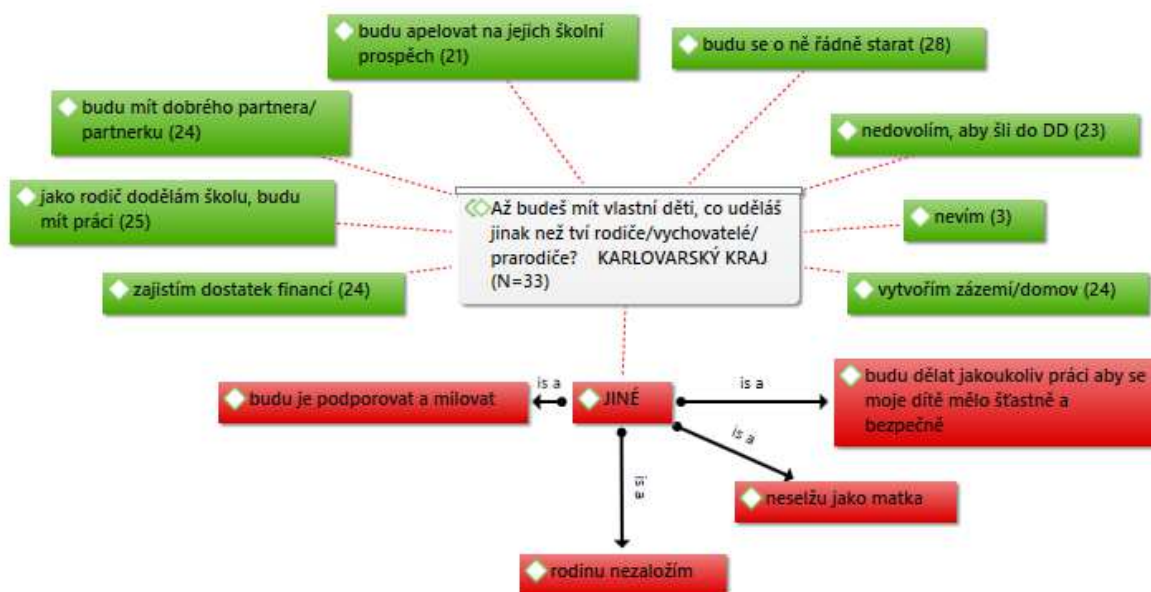 budu apelovat na jejich školní
prospěch (21)
budu se o ně řádně starat (28)
budu mít dobrého partnera/
partnerku (24)
nedovolím, aby šli do DD (23)
jako rodič dodělám školu, budu
mít práci (25)
Až budeš mít vlastní děti, co uděláš
jinak než tví rodiče/vychovatelé/
prarodiče? KARLOVARSKÝ KRAJ
(N=33)
nevím (3)
zajistím dostatek financí (24)
vytvořím zázemí/domov (24)
budu je podporovat a milovat
is a
JINÉ
is a
budu dělat jakoukoliv práci aby se
moje dítě mělo šťastně a
bezpečně
is a
neselžu jako matka
is a
rodinu nezaložím